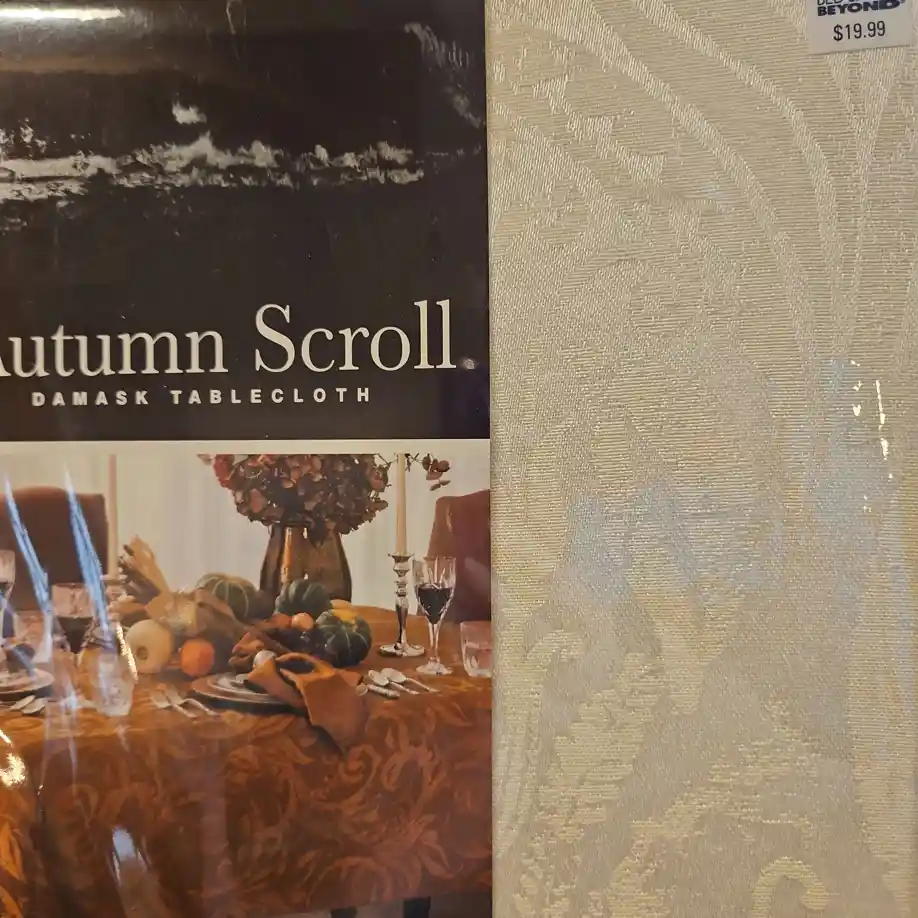 Autumn Scroll
DAMASK TABLECLOTH
BEYOND
$19.99